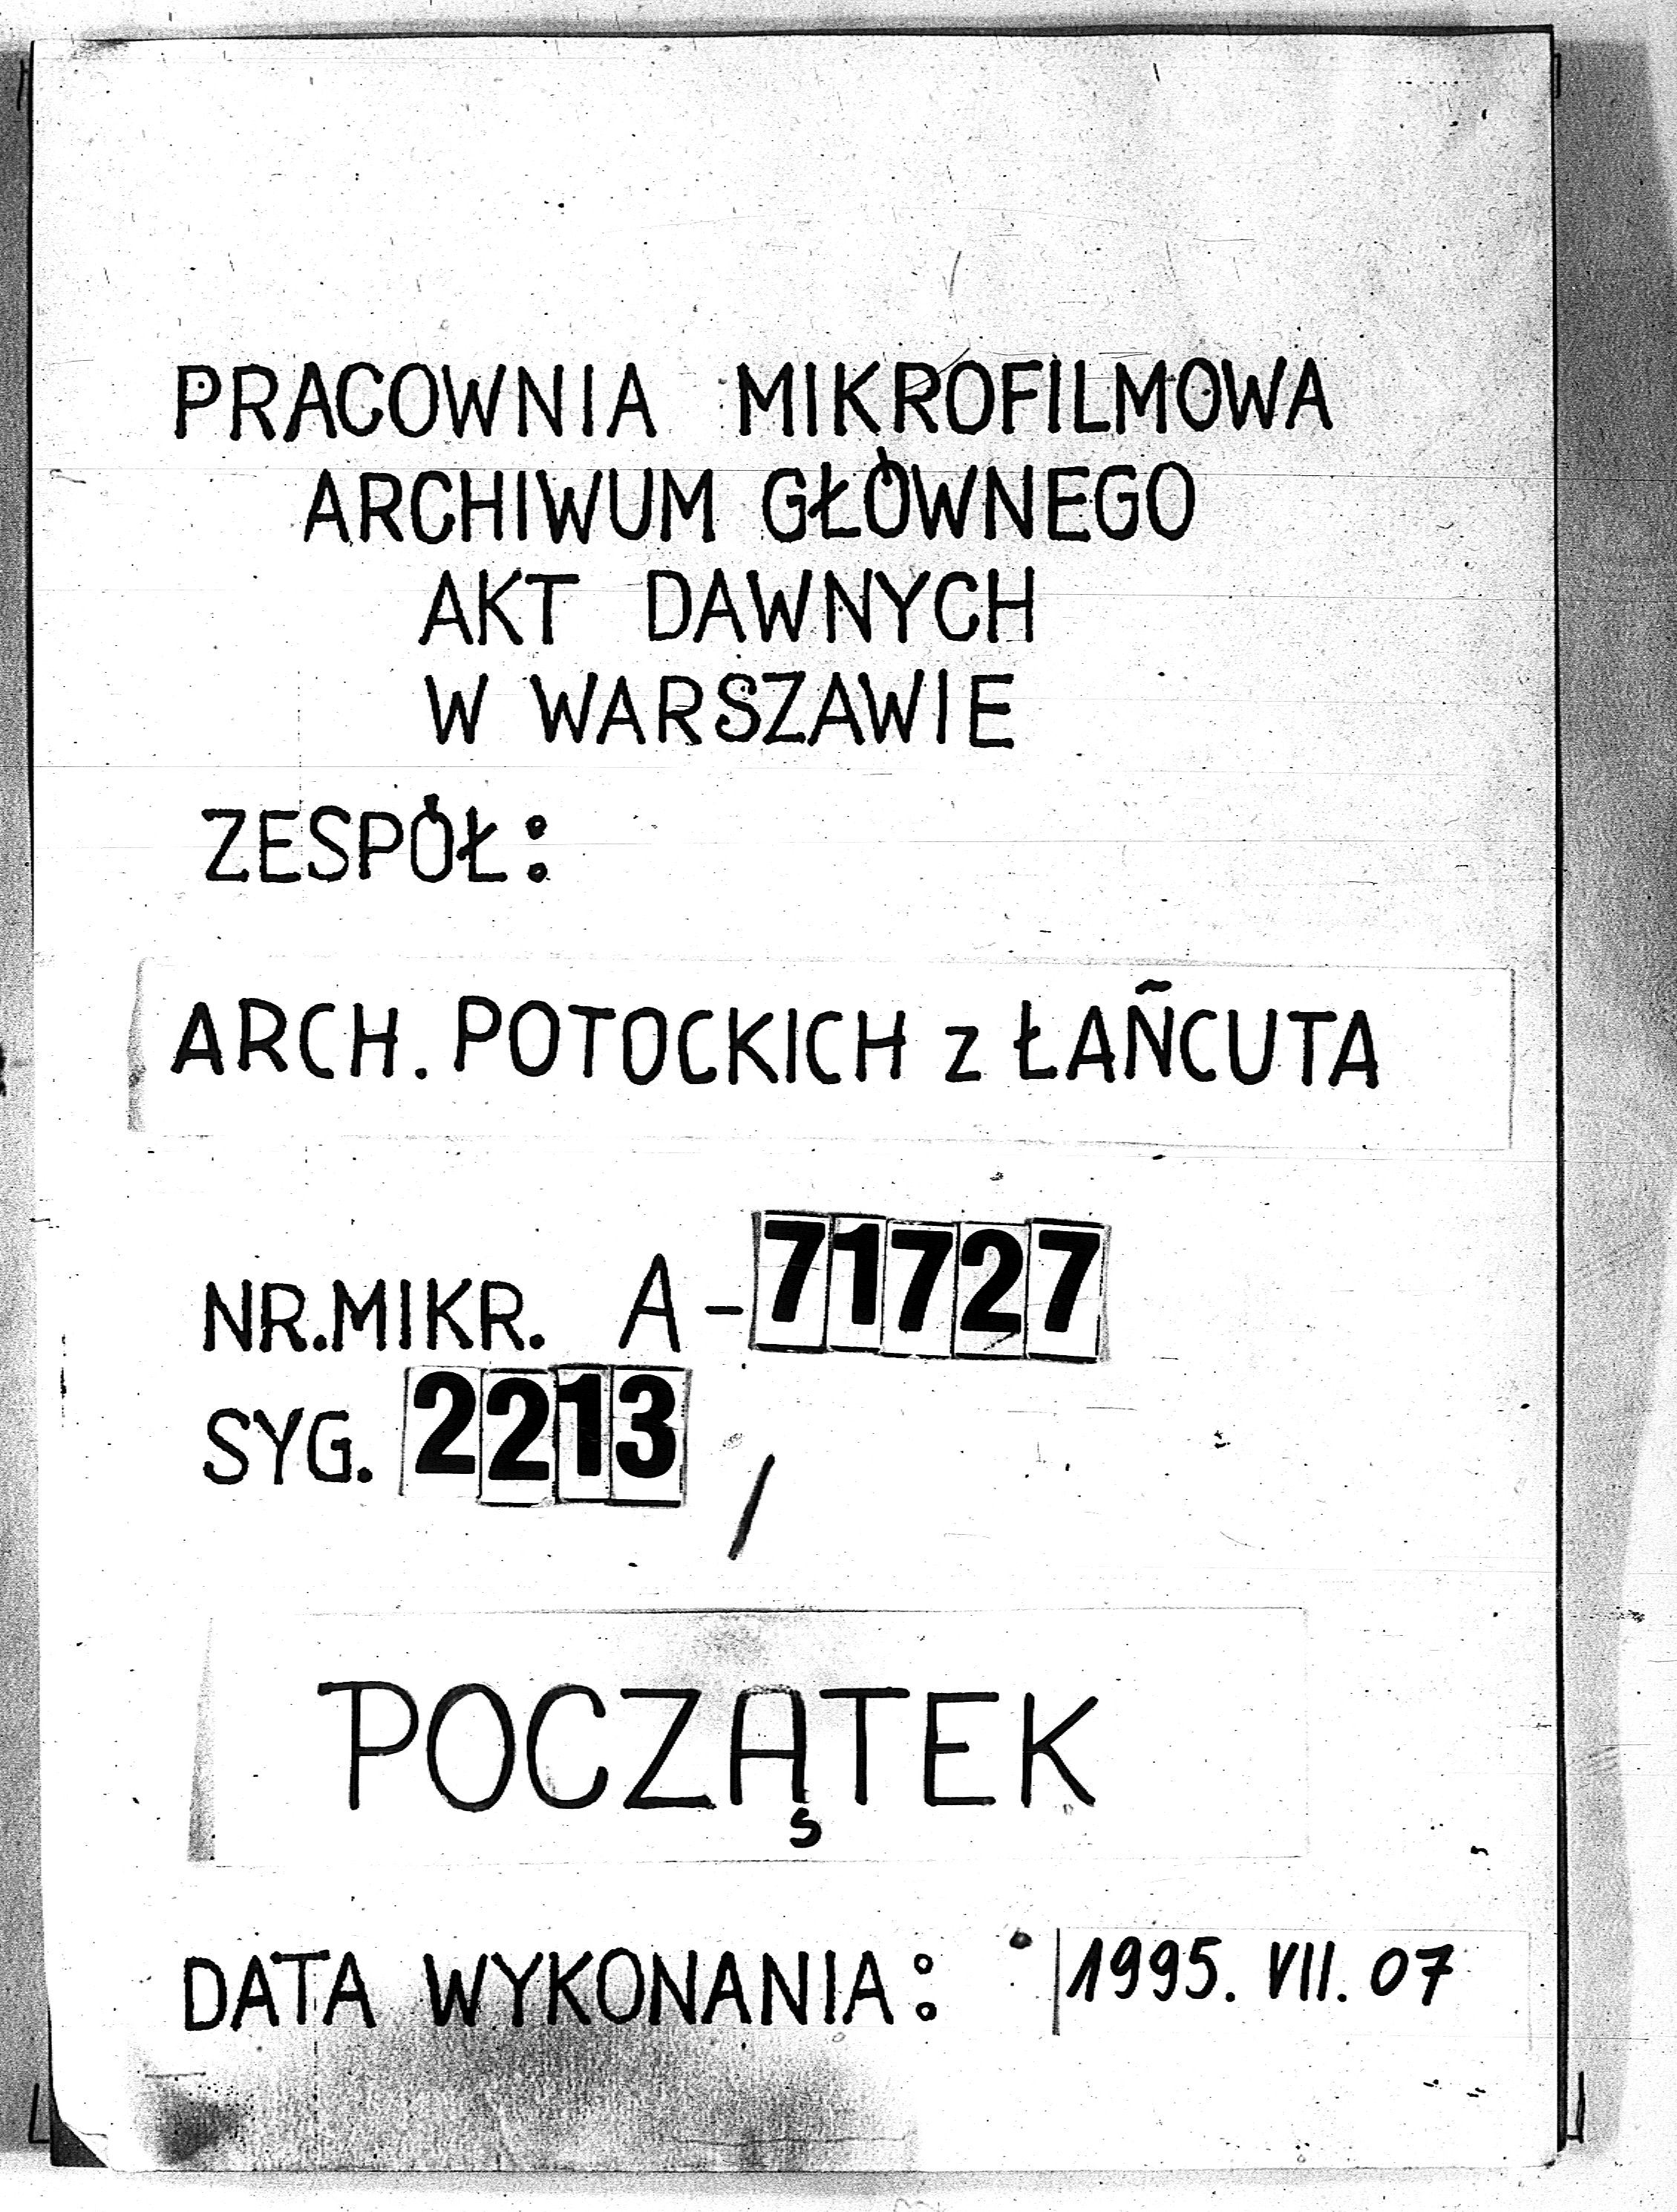 PRACOWNIA MIKROFILMOWA
ARCHIWUM GŁÓWNEGO
AKT DAWNYCH
W WARSZAWIE
ZESPÓŁ:
ARCH. POTOCKICH z ŁAŃCUTA
NR. MIKR. A-71727
SYG. 2213 /
POCZĄTEK
DATA WYKONANIA: 1995. VII. 07